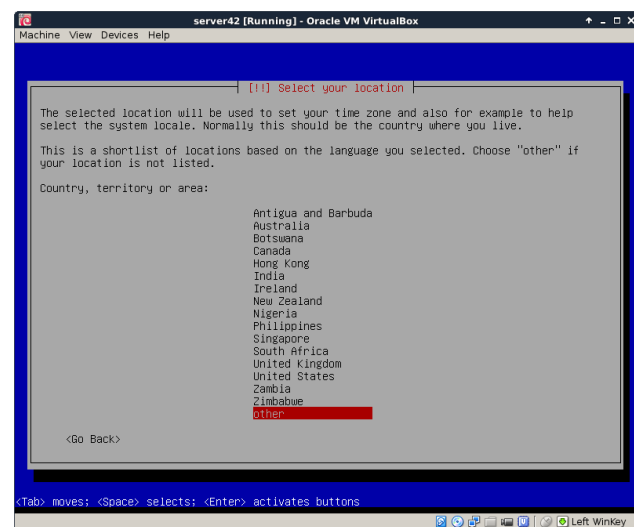 server42 [Running] - Oracle VM VirtualBox
Machine View Devices Help
[!!] Select your location
The selected location will be used to set your time zone and also for example to help
select the system locale. Normally this should be the country where you live.
This is a shortlist of locations based on the language you selected. Choose "other" if
your location is not listed.
Country, territory or area:
Antigua and Barbuda
Australia
Botswana
Canada
Hong Kong
India
Ireland
New Zealand
Nigeria
Philippines
Singapore
South Africa
United Kingdom
United States
Zambia
Zimbabwe
other
<Go Back>
<Tab> moves; <Space> selects; <Enter> activates buttons
Left WinKey